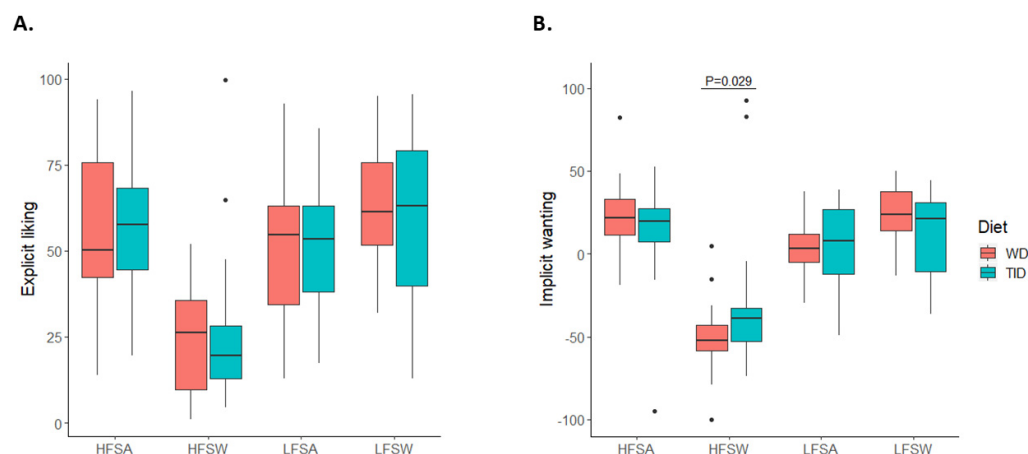 A.
B.
Explicit liking
100
75
50
25
0
HFSA HFSW LFSA LFSW
Implicit wanting
100
50
0
-50
-100
P=0.029
HFSA HFSW LFSA LFSW
Diet
WD
TID